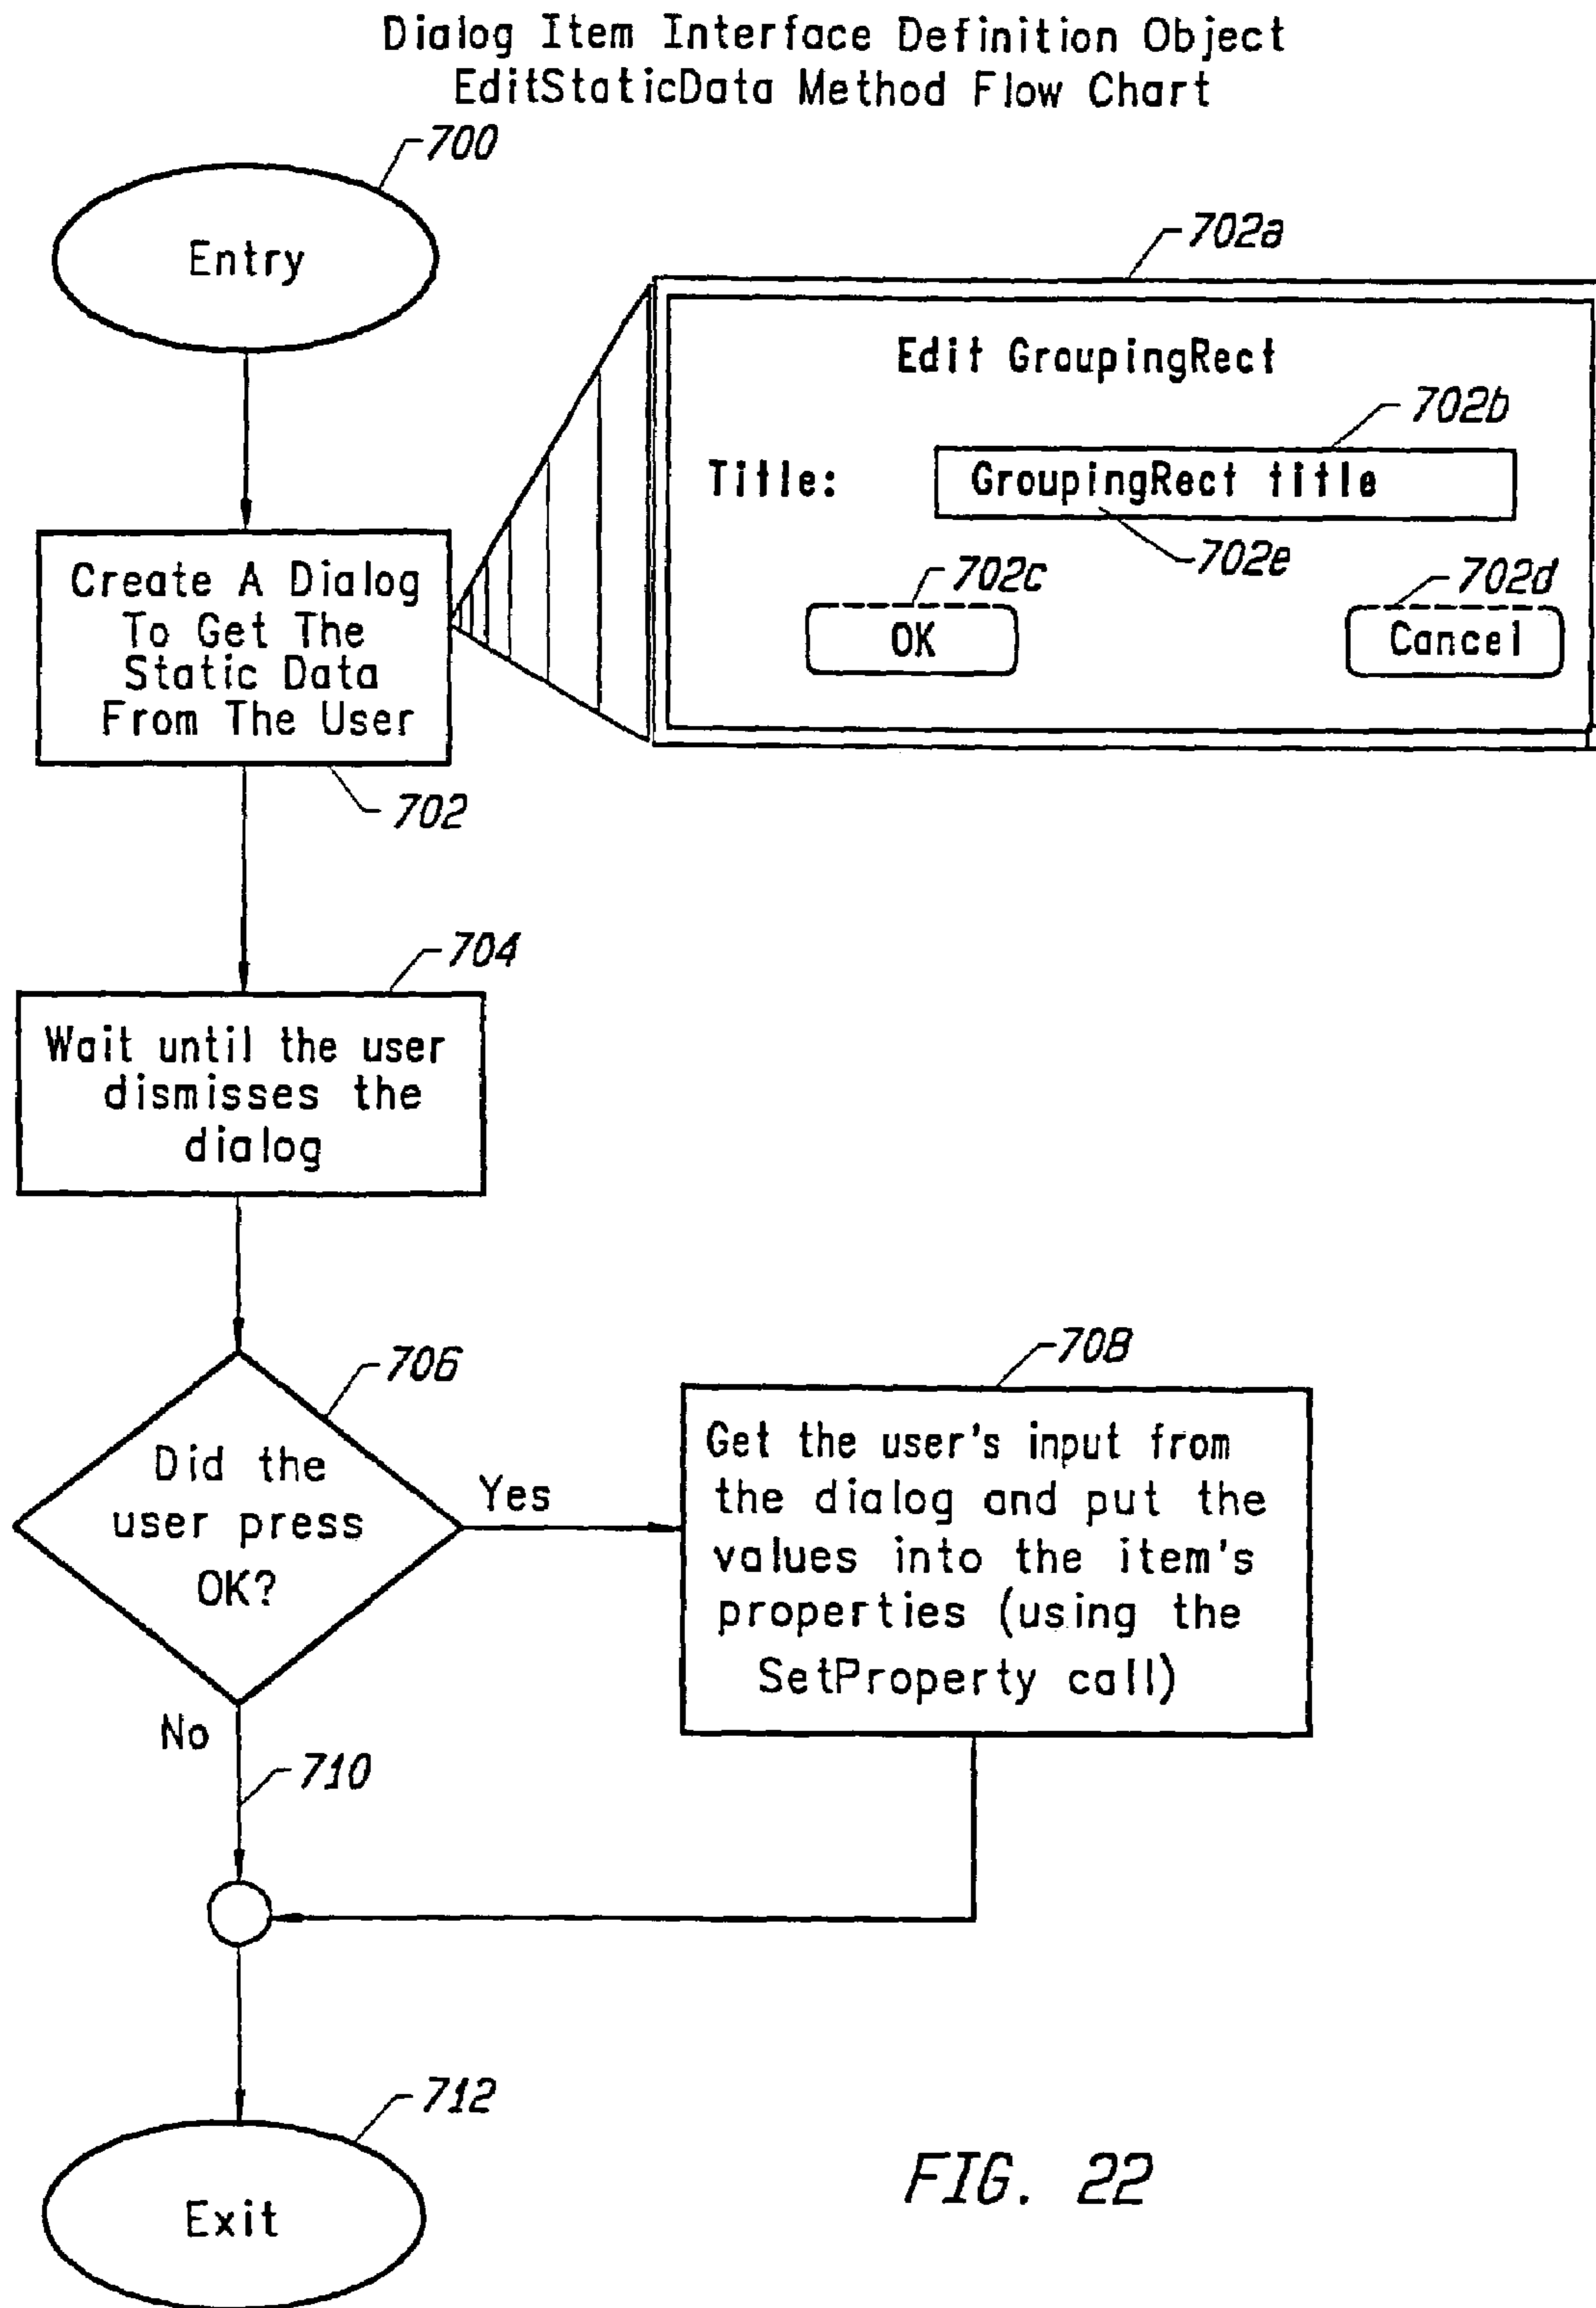 Dialog Item Interface Definition Object
EditStaticData Method Flow Chart
700
Entry
702a
Edit GroupingRect
702b
Title:
GroupingRect title
702e
702c
OK
702d
Cancel
Create A Dialog
To Get The
Static Data
From The User
702
704
Wait until the user
dismisses the
dialog
706
Did the
user press
OK?
Yes
708
Get the user's input from
the dialog and put the
values into the item's
properties (using the
SetProperty call)
No
710
712
Exit
FIG. 22